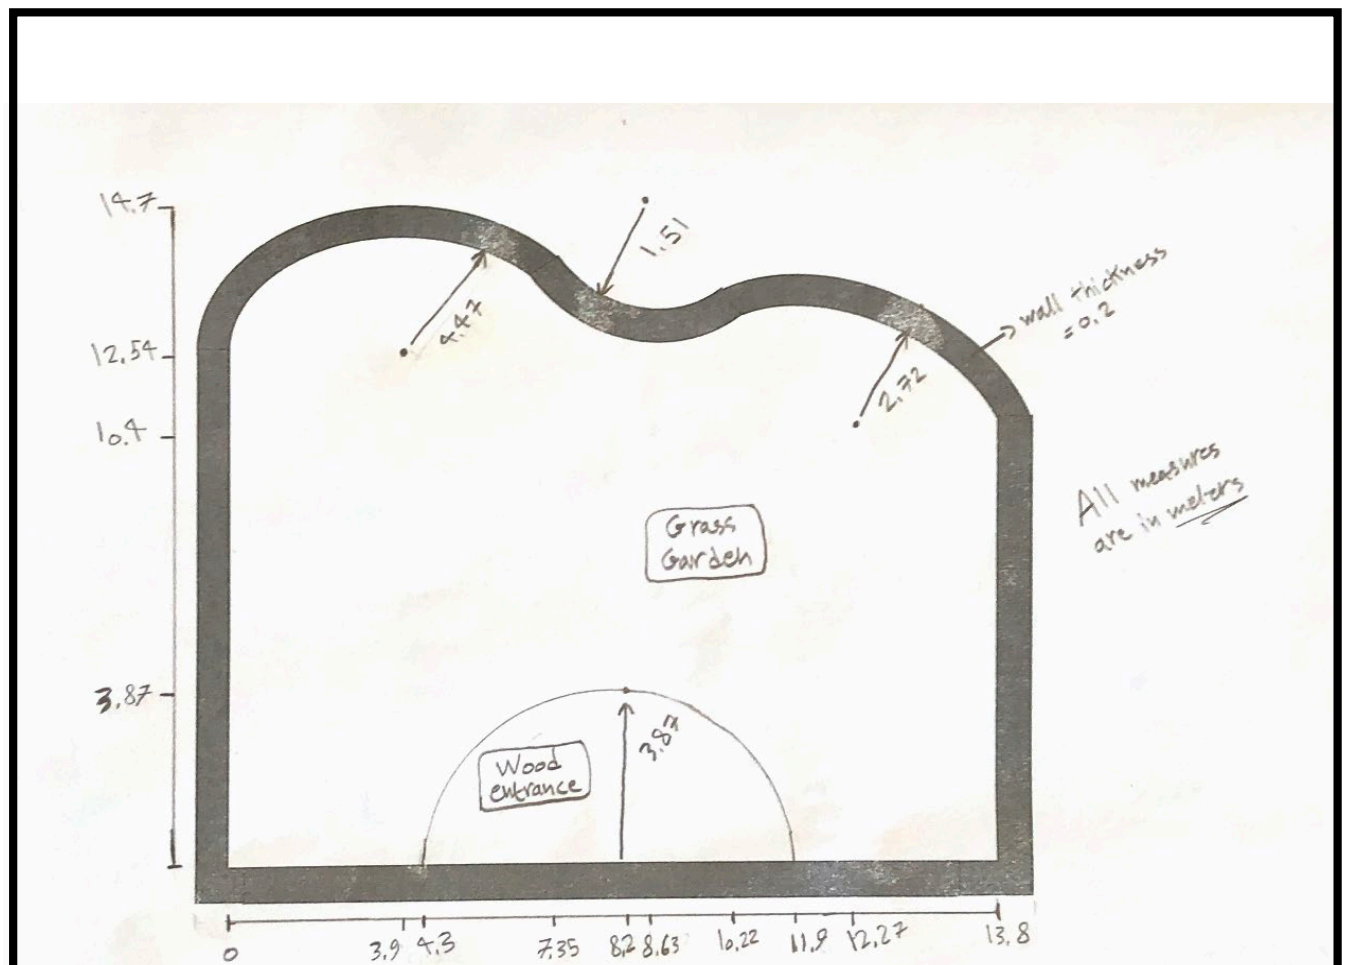 14.7
1.51
4.47
wall thickness
= 0.2
12.54
2.72
10.4
All measures
are in meters
Grass
Garden
3.87
3.87
Wood
entrance
0
3.9
4.3
7.35
8.2
8.63
10.22
11.9
12.27
13.8